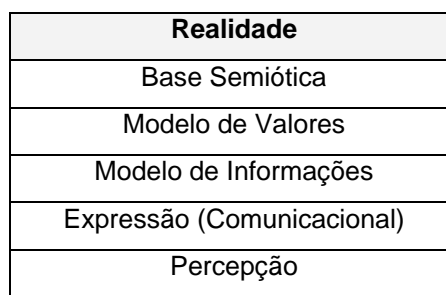 Realidade
Base Semiótica
Modelo de Valores
Modelo de Informações
Expressão (Comunicacional)
Percepção